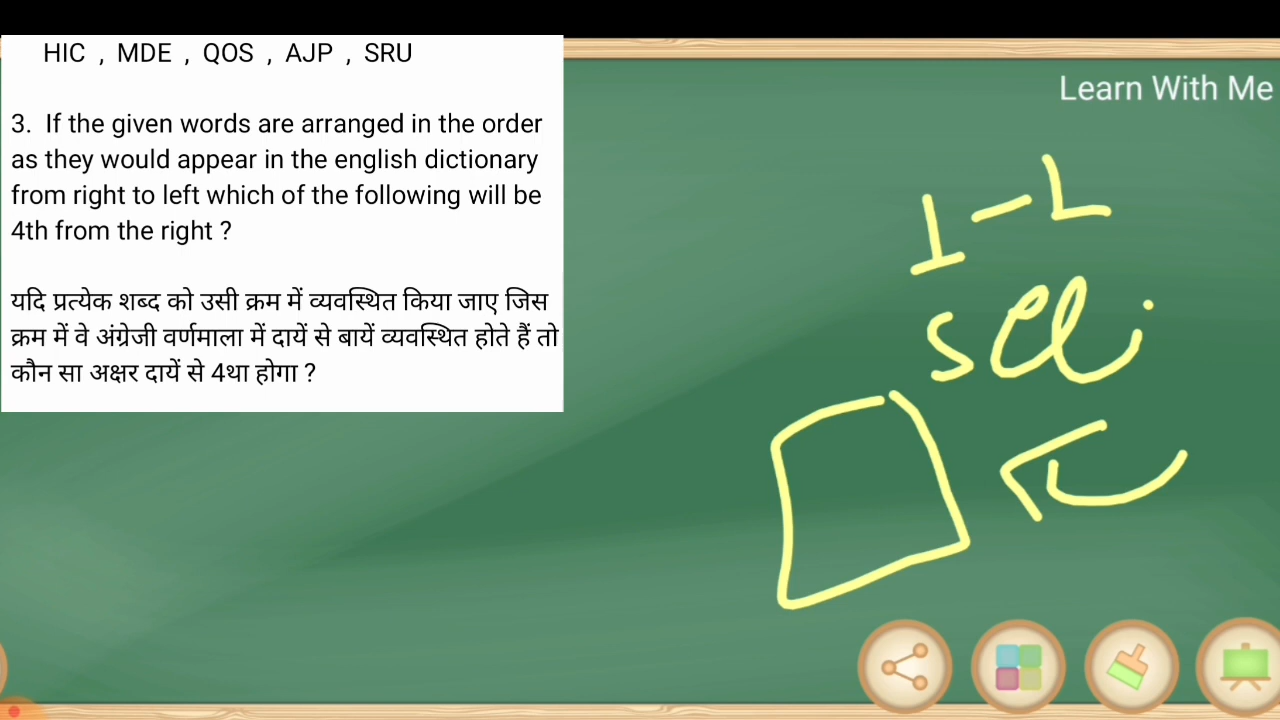 HIC , MDE , QOS , AJP , SRU
3. If the given words are arranged in the order
as they would appear in the english dictionary
from right to left which of the following will be
4th from the right ?
यदि प्रत्येक शब्द को उसी क्रम में व्यवस्थित किया जाए जिस
क्रम में वे अंग्रेजी वर्णमाला में दायें से बायें व्यवस्थित होते हैं तो
कौन सा अक्षर दायें से 4था होगा ?
Learn With Me